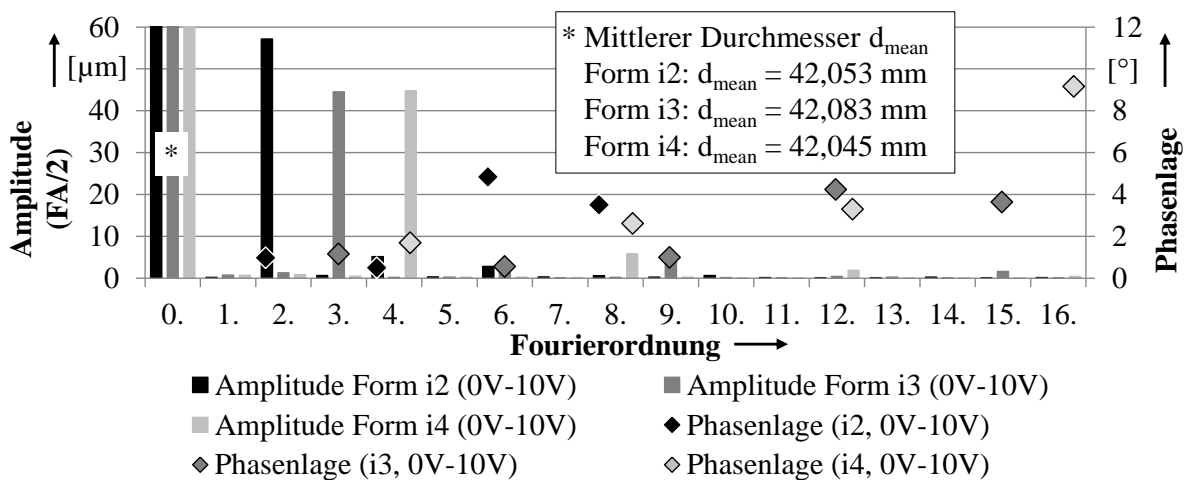 60
50
40
30
20
10
0
[µm]
Amplitude
(FA/2)
*
* Mittlerer Durchmesser d_mean
Form i2: d_mean = 42,053 mm
Form i3: d_mean = 42,083 mm
Form i4: d_mean = 42,045 mm
12
10
8
6
4
2
0
[°]
Phasenlage
0. 1. 2. 3. 4. 5. 6. 7. 8. 9. 10. 11. 12. 13. 14. 15. 16.
Fourierordnung
Amplitude Form i2 (0V-10V)
Amplitude Form i3 (0V-10V)
Amplitude Form i4 (0V-10V)
Phasenlage (i2, 0V-10V)
Phasenlage (i3, 0V-10V)
Phasenlage (i4, 0V-10V)